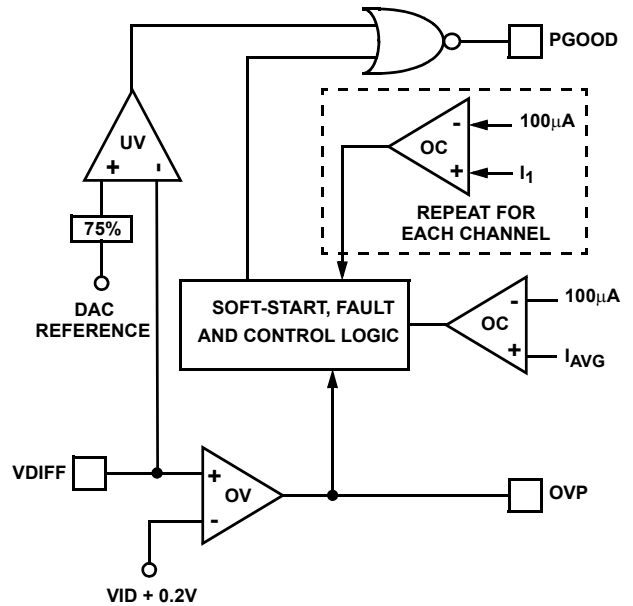 PGOOD
UV
+ -
75%
DAC
REFERENCE
- 100µA
OC
+ I1
REPEAT FOR
EACH CHANNEL
SOFT-START, FAULT
AND CONTROL LOGIC
- 100µA
OC
+ IAVG
VDIFF
+
OV
-
OVP
VID + 0.2V